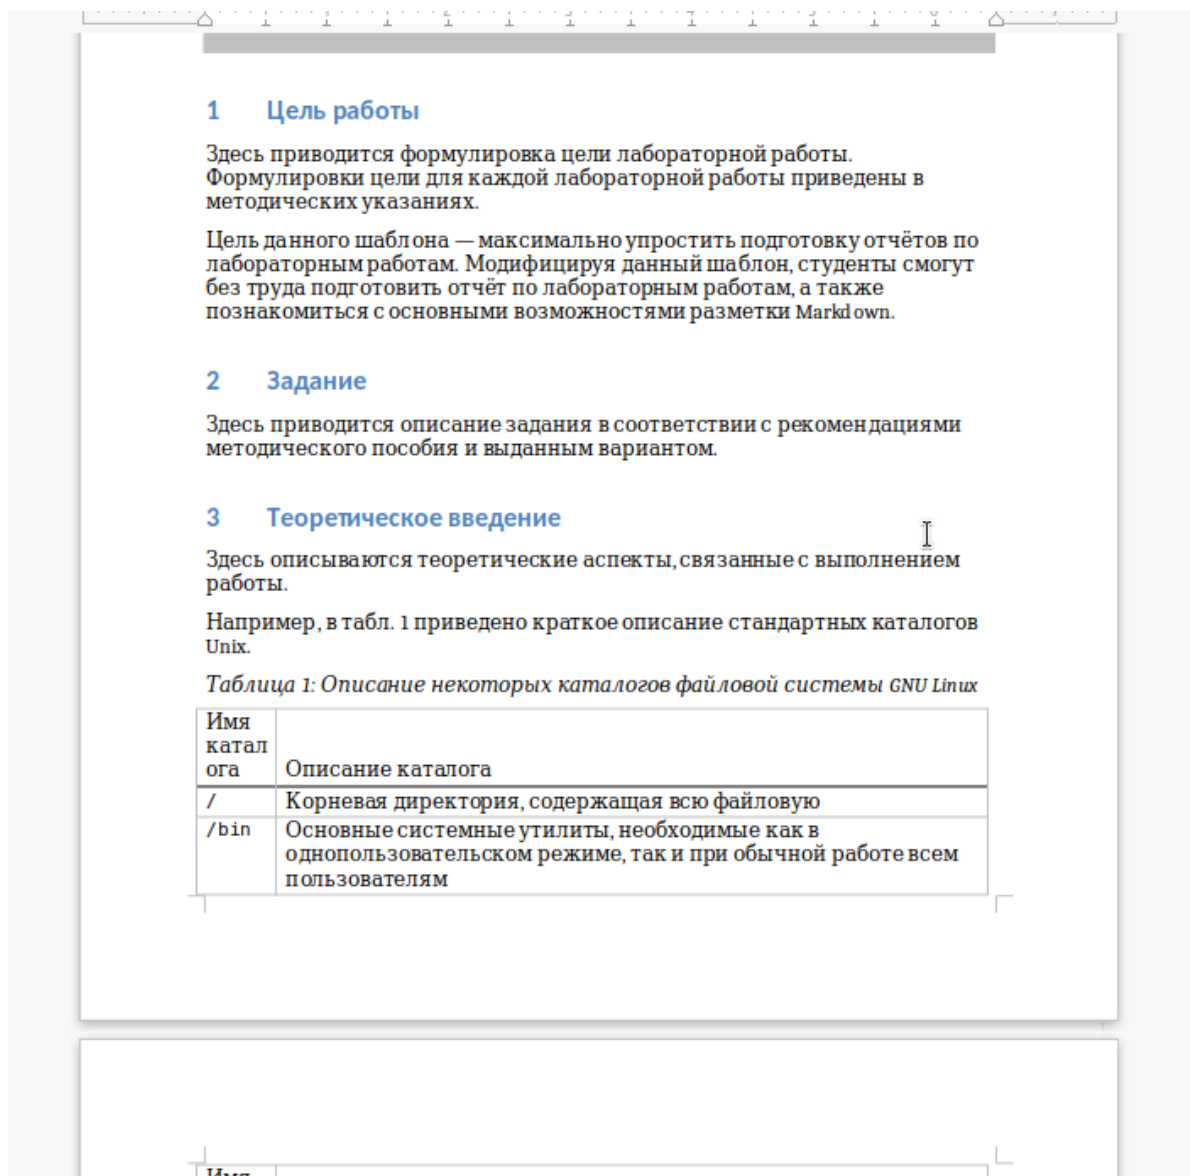 1 Цель работы
Здесь приводится формулировка цели лабораторной работы.
Формулировки цели для каждой лабораторной работы приведены в
методических указаниях.
Цель данного шаблона — максимально упростить подготовку отчётов по
лабораторным работам. Модифицируя данный шаблон, студенты смогут
без труда подготовить отчёт по лабораторным работам, а также
познакомиться с основными возможностями разметки Markdown.
2 Задание
Здесь приводится описание задания в соответствии с рекомендациями
методического пособия и выданным вариантом.
3 Теоретическое введение
Здесь описываются теоретические аспекты, связанные с выполнением
работы.
Например, в табл. 1 приведено краткое описание стандартных каталогов
Unix.
Таблица 1: Описание некоторых каталогов файловой системы GNU Linux
Имя
катал
ога Описание каталога
/ Корневая директория, содержащая всю файловую
/bin Основные системные утилиты, необходимые как в
однопользовательском режиме, так и при обычной работе всем
пользователям